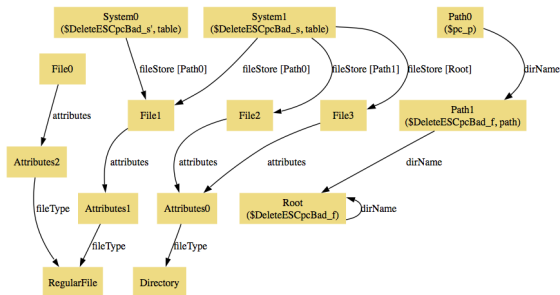 System0
($DeleteESCpcBad_s', table)
System1
($DeleteESCpcBad_s, table)
Path0
($pc_p)
File0
fileStore [Path0]
fileStore [Path0]
fileStore [Path1]
fileStore [Root]
dirName
attributes
File1
File2
File3
Path1
($DeleteESCpcBad_f, path)
Attributes2
attributes
attributes
attributes
dirName
fileType
Attributes1
Attributes0
Root
($DeleteESCpcBad_f)
dirName
fileType
fileType
RegularFile
Directory